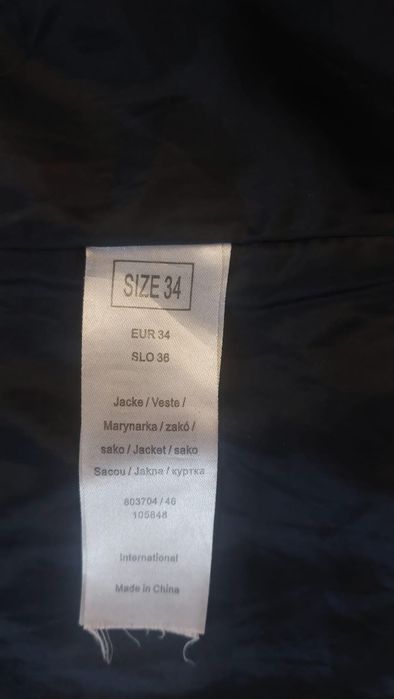 SIZE 34
EUR 34
SLO 36
Jacke / Veste /
Marynarka / zakó /
sako / Jacket / sako
Sacou / Jakna / куртка
803704 / 46
105848
International
Made in China